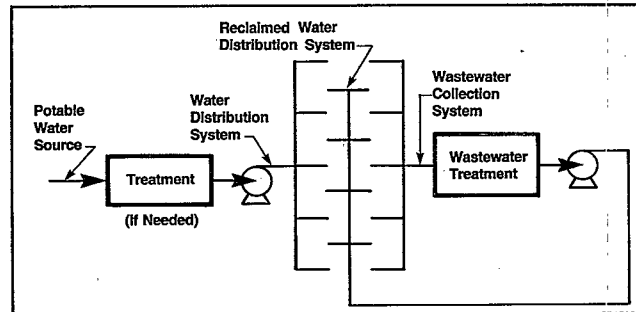 Reclaimed Water
Distribution System
Potable
Water
Source
Water
Distribution
System
Wastewater
Collection
System
Treatment
(If Needed)
Wastewater
Treatment